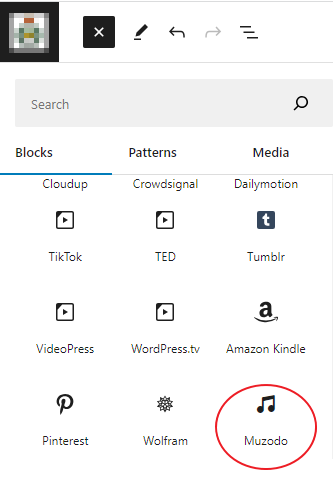 Search
Blocks Patterns Media
Cloudup Crowdsignal Dailymotion
TikTok TED Tumblr
VideoPress WordPress.tv Amazon Kindle
Pinterest Wolfram Muzodo